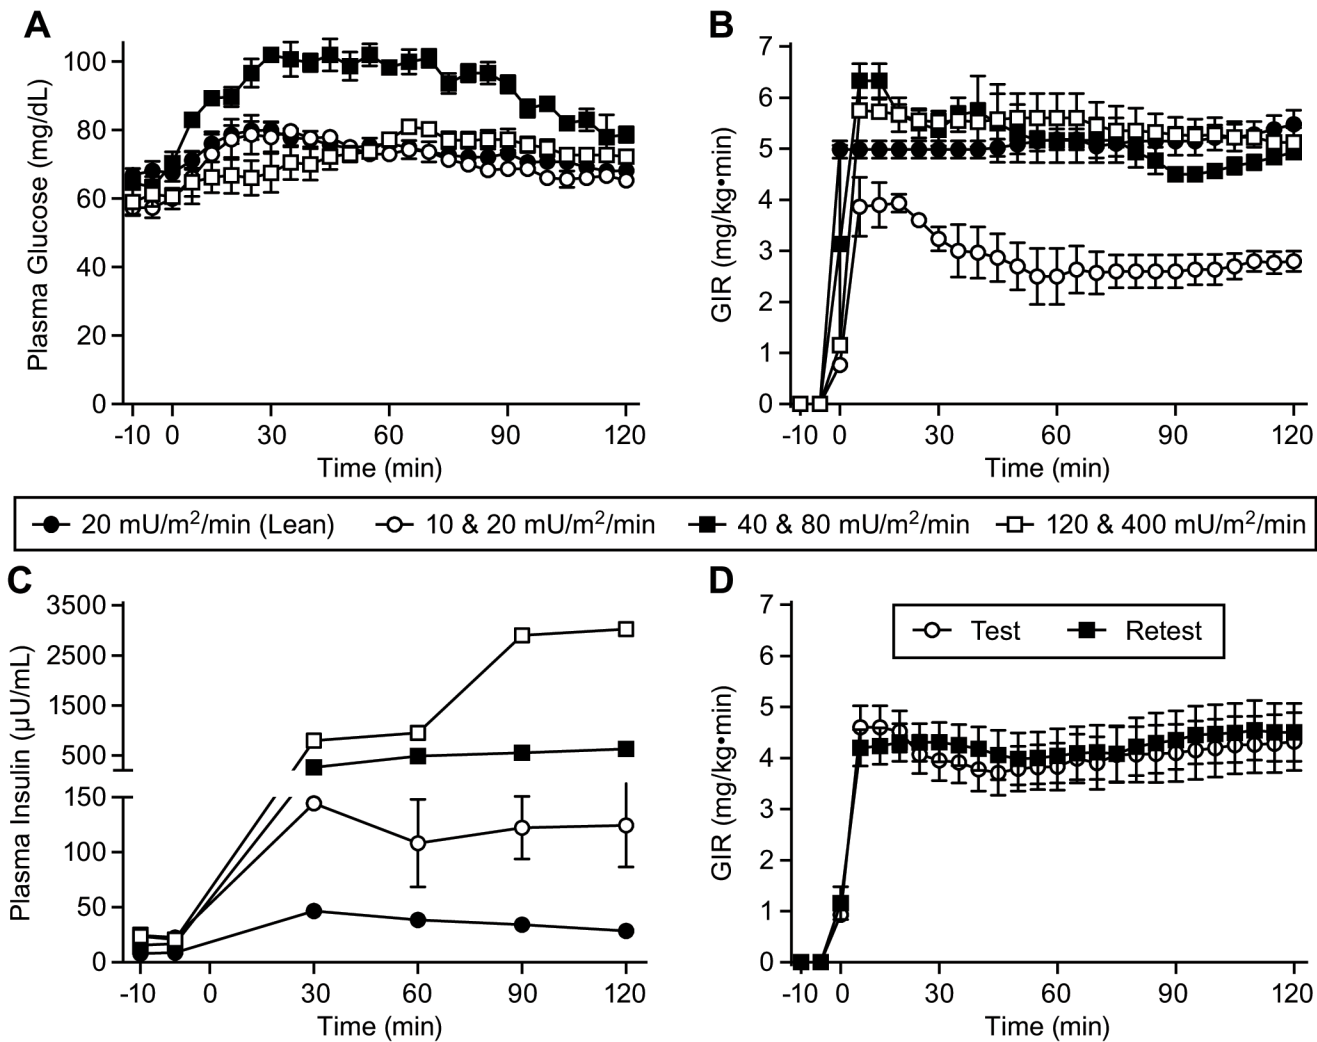 A
Plasma Glucose (mg/dL)
100
80
60
40
20
0
-10 0 30 60 90 120
Time (min)
B
GIR (mg/kg•min)
7
6
5
4
3
2
1
0
-10 0 30 60 90 120
Time (min)
20 mU/m²/min (Lean) 10 & 20 mU/m²/min 40 & 80 mU/m²/min 120 & 400 mU/m²/min
C
Plasma Insulin (µU/mL)
3500
2500
1500
500
150
100
50
0
-10 0 30 60 90 120
Time (min)
D
GIR (mg/kg•min)
Test Retest
7
6
5
4
3
2
1
0
-10 0 30 60 90 120
Time (min)